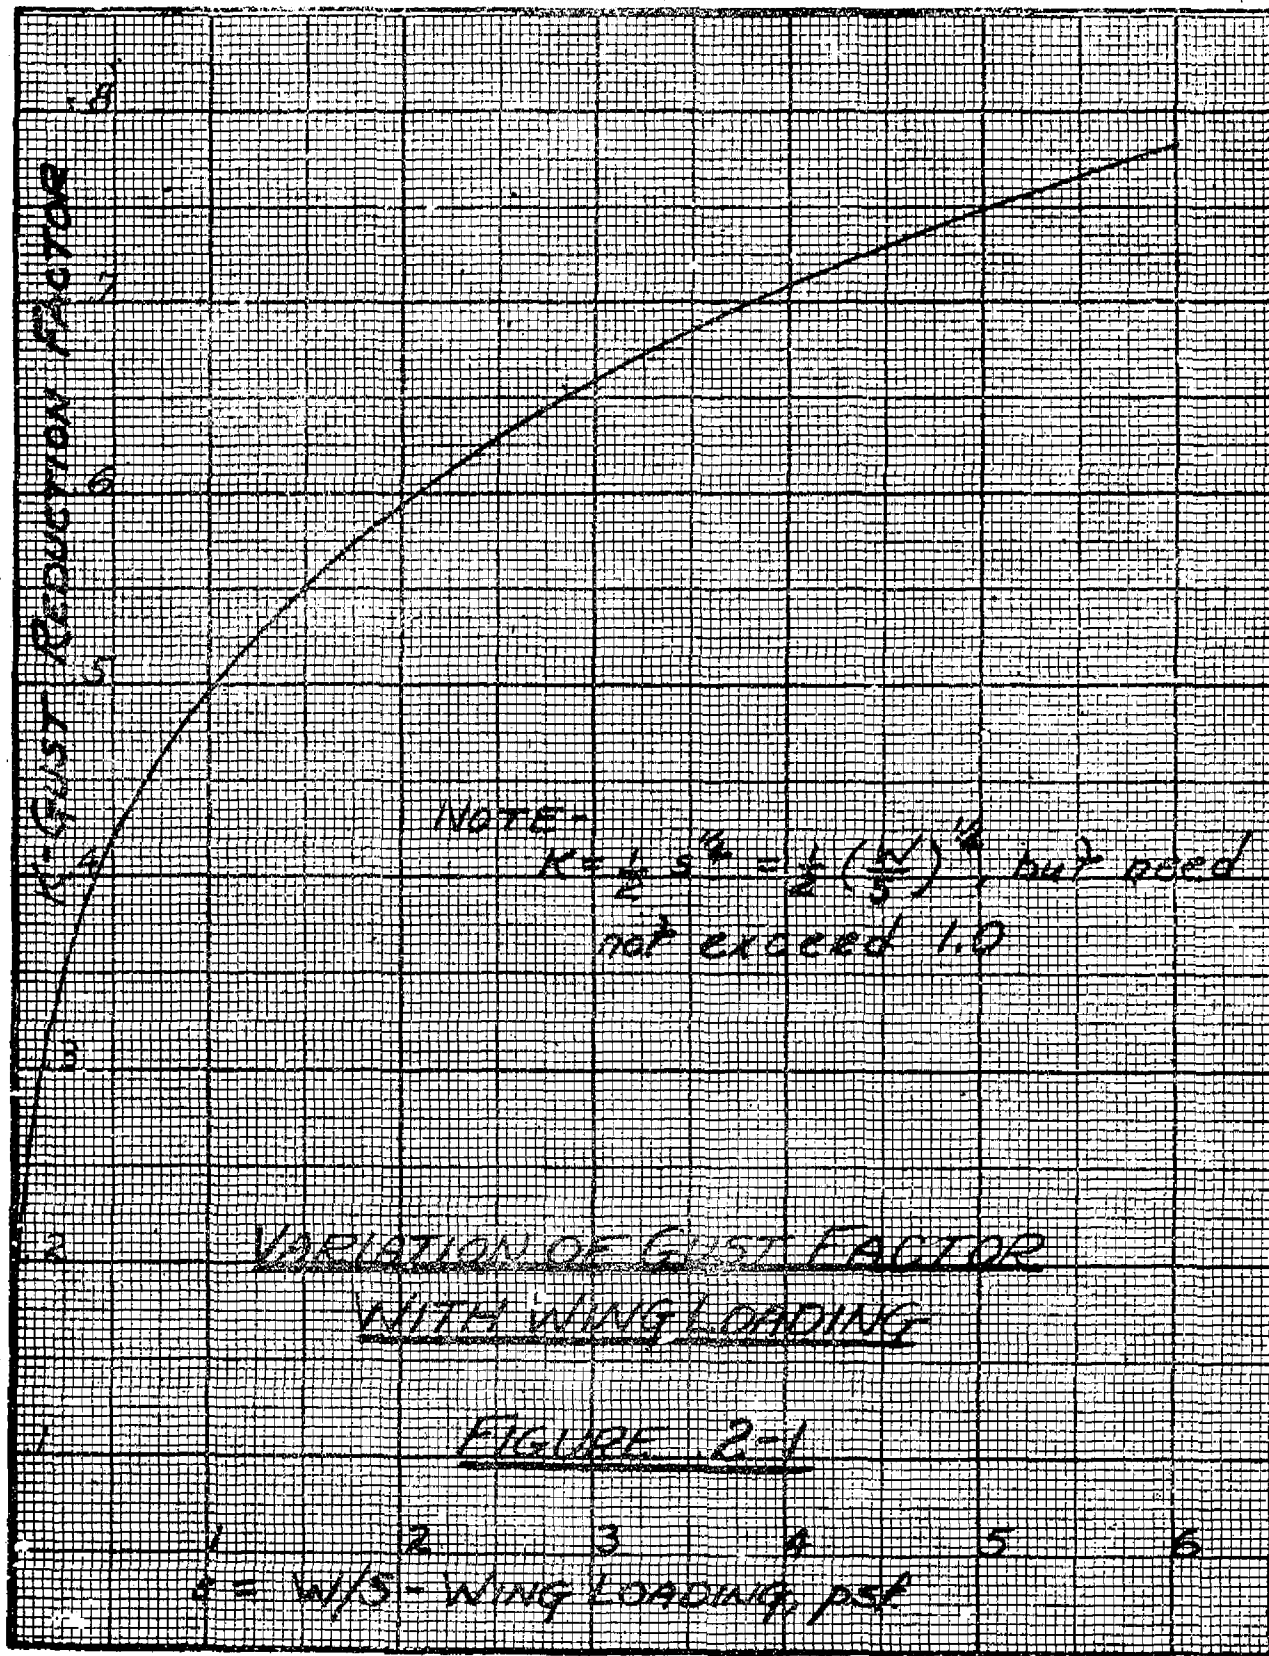 K - GUST REDUCTION FACTOR
.8
.7
.6
.5
.4
.3
.2
.1
NOTE -
K = 1/2 s^1/4 = 1/2 (W/S)^1/4, but need
not exceed 1.0
VARIATION OF GUST FACTOR
WITH WING LOADING
FIGURE 2-1
1 2 3 4 5 6
s = W/S - WING LOADING, psf